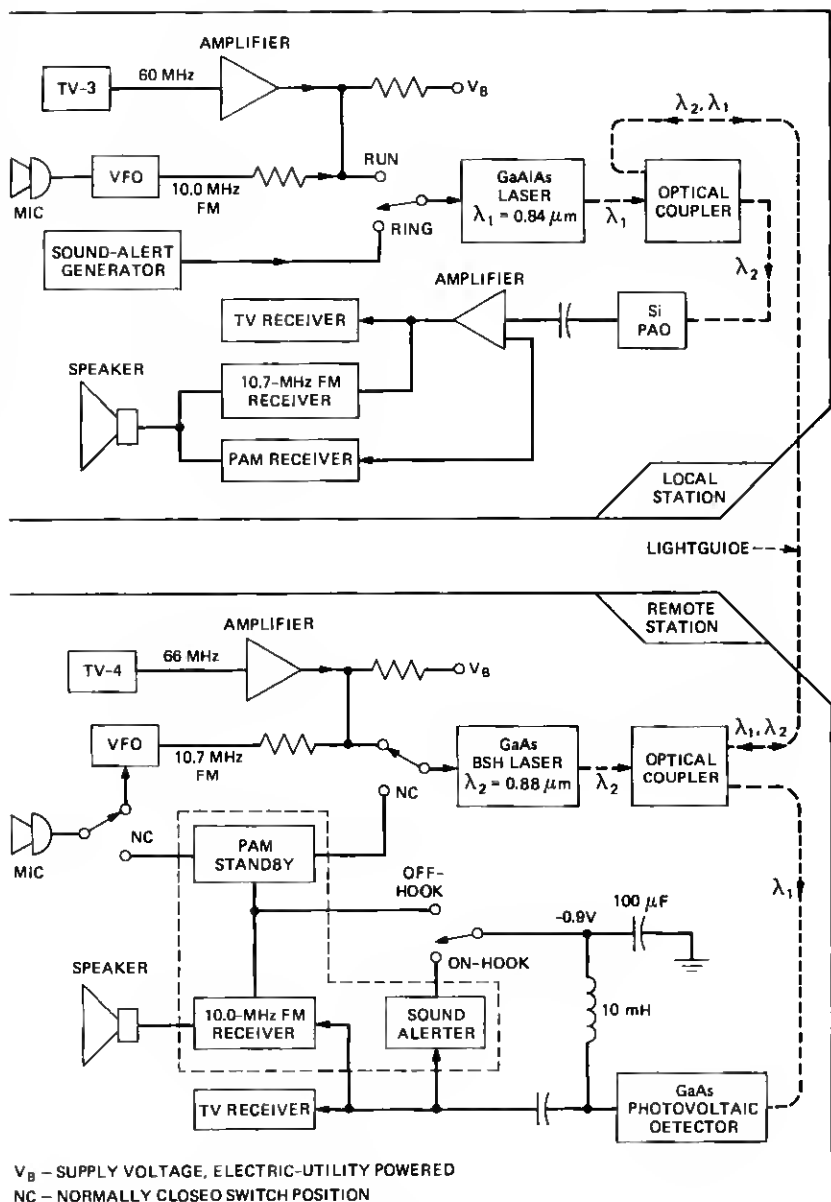 AMPLIFIER
TV-3
60 MHz
V_B
λ₂, λ₁
MIC
VFO
10.0 MHz
FM
RUN
RING
GaAlAs
LASER
λ₁ = 0.84 μm
λ₁
OPTICAL
COUPLER
SOUND-ALERT
GENERATOR
λ₂
AMPLIFIER
TV RECEIVER
Si
PAD
SPEAKER
10.7-MHz FM
RECEIVER
PAM RECEIVER
LOCAL
STATION
LIGHTGUIDE
REMOTE
STATION
AMPLIFIER
TV-4
66 MHz
V_B
VFO
10.7 MHz
FM
GaAs
BSH LASER
λ₂ = 0.88 μm
λ₂
OPTICAL
COUPLER
λ₁, λ₂
NC
MIC
NC
PAM
STANDBY
OFF-
HOOK
λ₁
-0.9V
100 μF
ON-HOOK
SPEAKER
10.0-MHz FM
RECEIVER
SOUND
ALERTER
10 mH
TV RECEIVER
GaAs
PHOTOVOLTAIC
DETECTOR
V_B – SUPPLY VOLTAGE, ELECTRIC-UTILITY POWERED
NC – NORMALLY CLOSED SWITCH POSITION